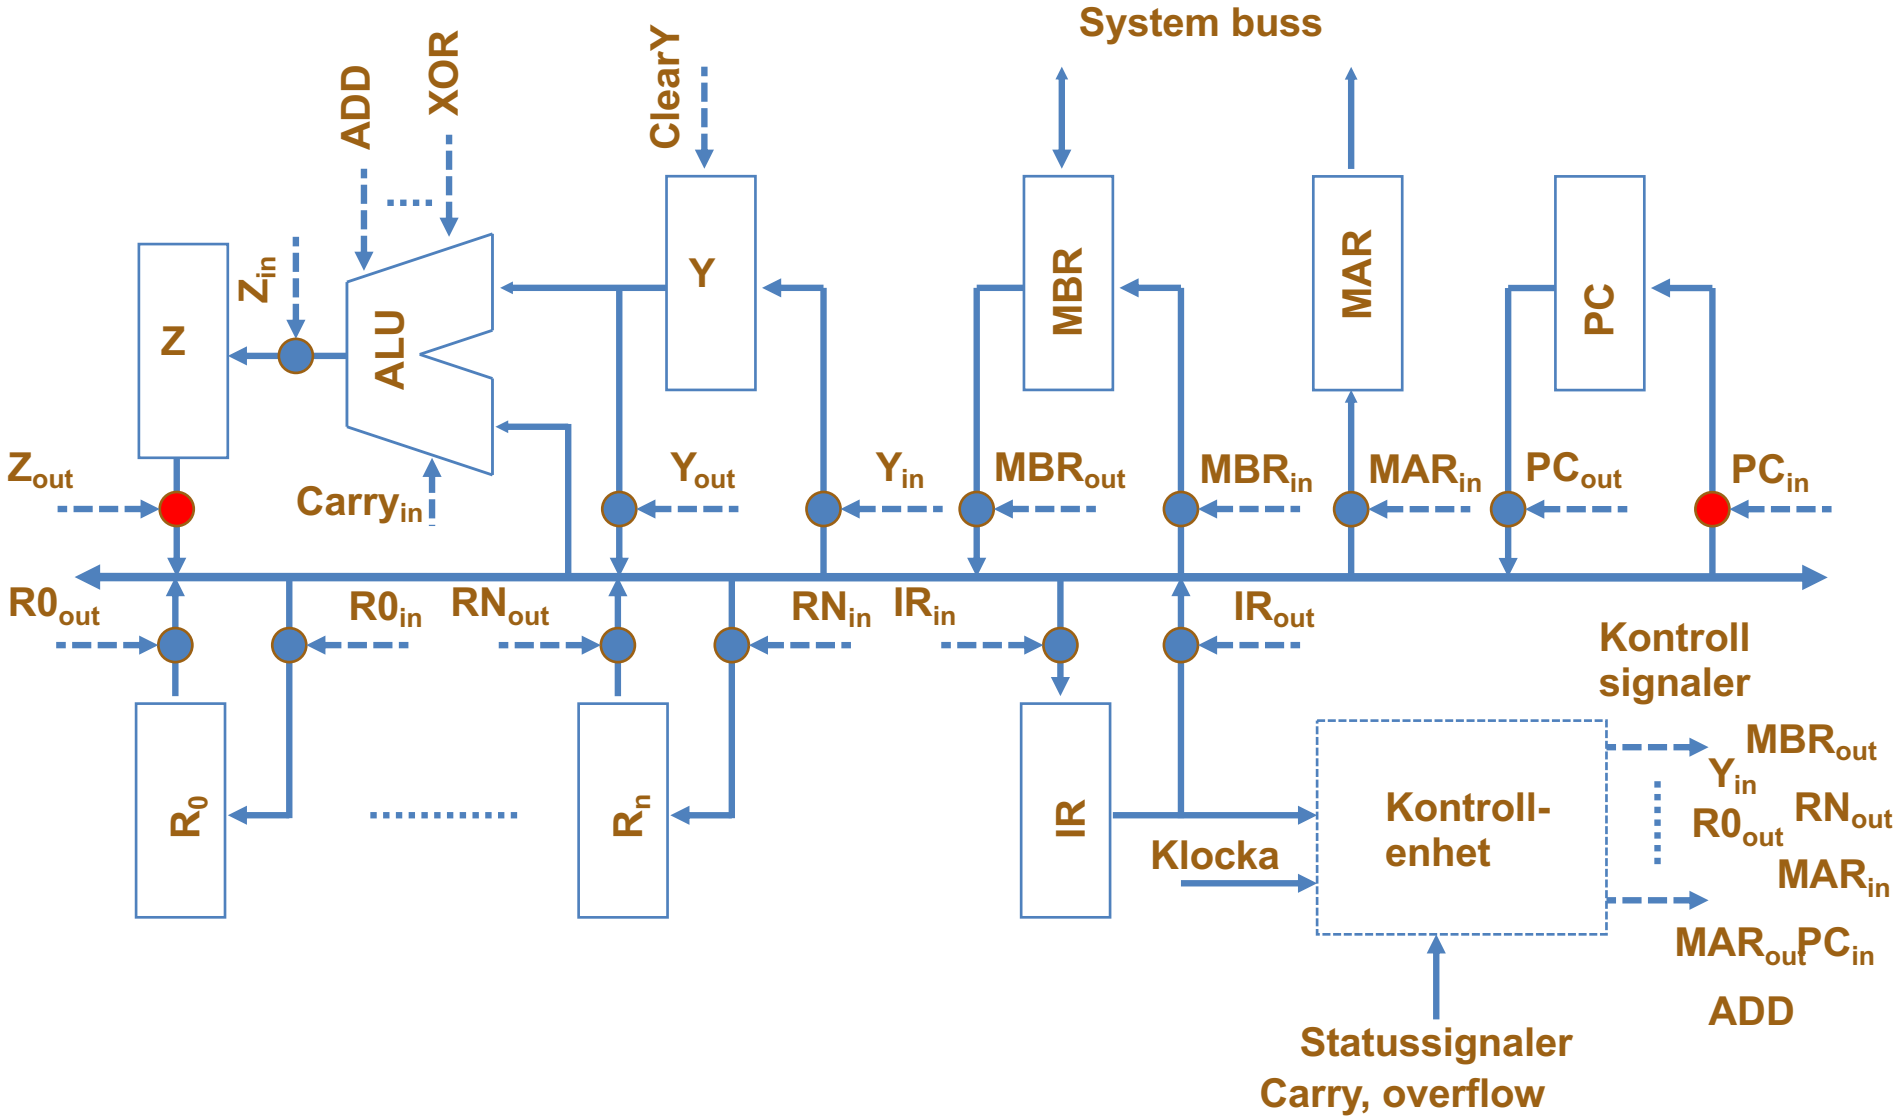 System buss
ADD
XOR
ClearY
Z
Zin
ALU
Y
MBR
MAR
PC
Zout
Carryin
Yout
Yin
MBRout
MBRin
MARin
PCout
PCin
R0out
R0in
RNout
RNin
IRin
IRout
R0
Rn
IR
Klocka
Kontroll-
enhet
Kontroll
signaler
MBRout
Yin
RNout
R0out
MARin
MARout
PCin
ADD
Statussignaler
Carry, overflow